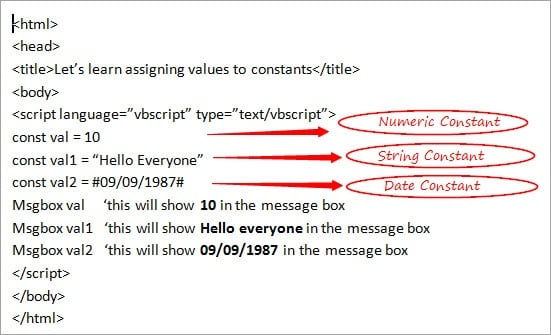 <html>
<head>
<title>Let’s learn assigning values to constants</title>
<body>
<script language=”vbscript” type=”text/vbscript”>
Numeric Constant
const val = 10
const val1 = “Hello Everyone”
String Constant
const val2 = #09/09/1987#
Date Constant
Msgbox val ‘this will show 10 in the message box
Msgbox val1 ‘this will show Hello everyone in the message box
Msgbox val2 ‘this will show 09/09/1987 in the message box
</script>
</body>
</html>